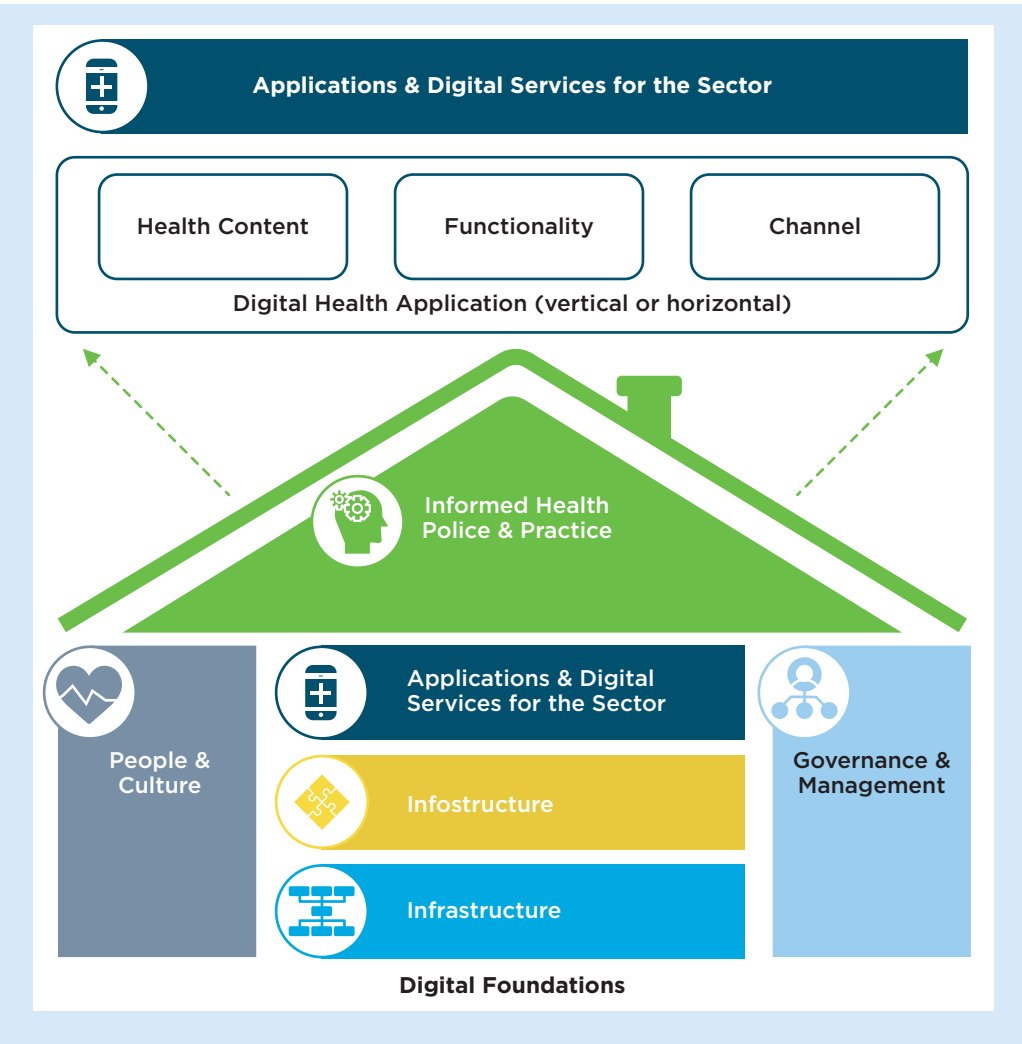 Applications & Digital Services for the Sector
Health Content
Functionality
Channel
Digital Health Application (vertical or horizontal)
Informed Health
Police & Practice
People &
Culture
Applications & Digital
Services for the Sector
Infostructure
Infrastructure
Governance &
Management
Digital Foundations